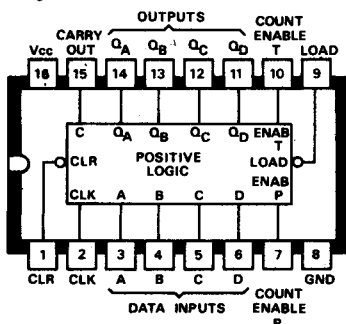 OUTPUTS
COUNT
CARRY
ENABLE
Vcc OUT QA QB QC QD T LOAD
16 15 14 13 12 11 10 9
C QA QB QC QD ENAB
T
CLR POSITIVE LOGIC LOAD
ENAB
CLK A B C D P
1 2 3 4 5 6 7 8
CLR CLK A B C D COUNT GND
DATA INPUTS ENABLE